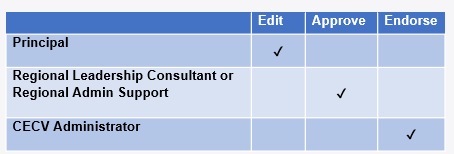 Edit Approve Endorse
Principal
✓
Regional Leadership Consultant or
Regional Admin Support
✓
CECV Administrator
✓